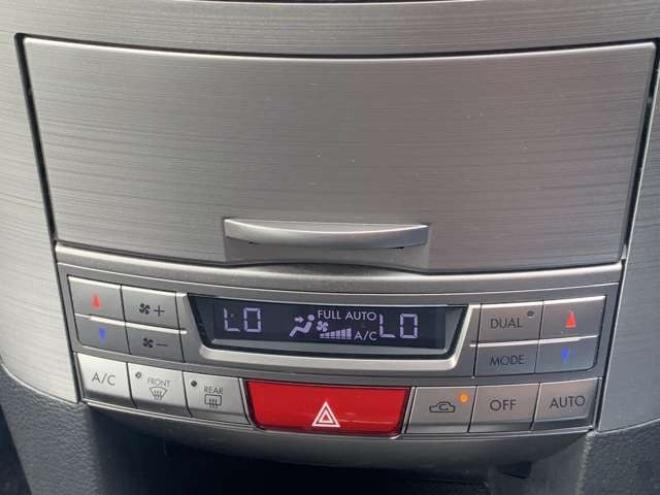 LO FULL AUTO A/C LO
DUAL
MODE
A/C FRONT REAR OFF AUTO